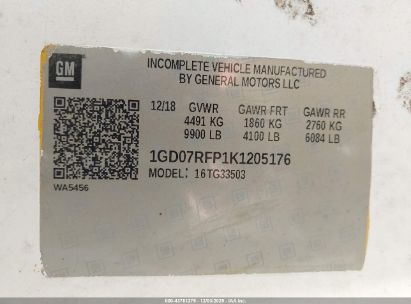 GM
INCOMPLETE VEHICLE MANUFACTURED
BY GENERAL MOTORS LLC
12/18 GVWR GAWR FRT GAWR RR
4491 KG 1860 KG 2760 KG
9900 LB 4100 LB 6084 LB
1GD07RFP1K1205176
MODEL: 16TG33503
WA5456